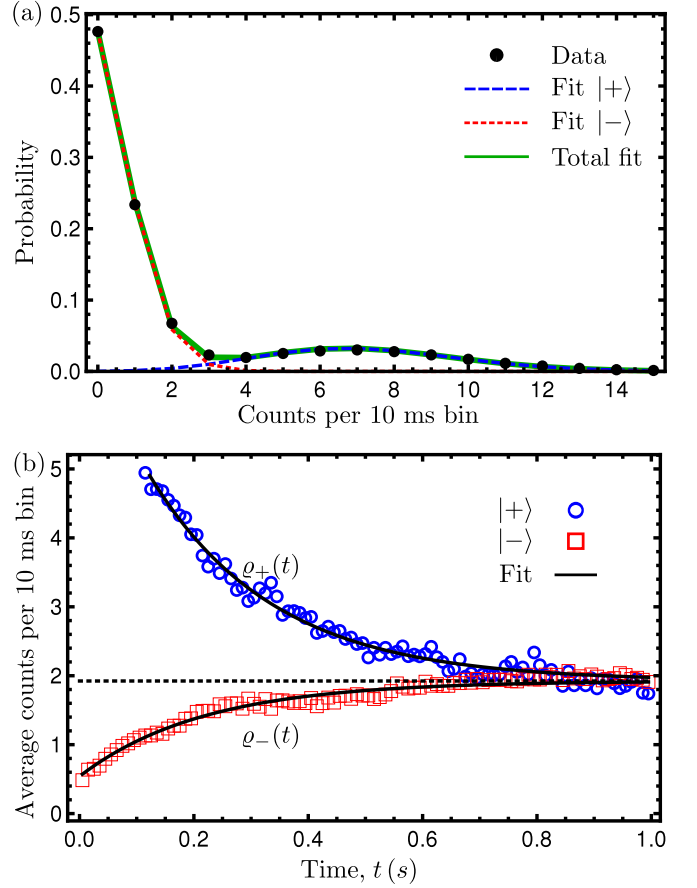 (a)
0.5
0.4
0.3
0.2
0.1
0.0
Probability
Data
Fit |+⟩
Fit |−⟩
Total fit
0 2 4 6 8 10 12 14
Counts per 10 ms bin
(b)
5
4
3
2
1
0
Average counts per 10 ms bin
|+⟩
|−⟩
Fit
ϱ₊(t)
ϱ₋(t)
0.0 0.2 0.4 0.6 0.8 1.0
Time, t (s)